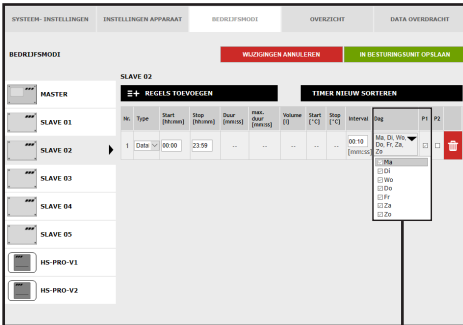 SYSTEEM- INSTELLINGEN INSTELLINGEN APPARAAT BEDRIJFSMODI OVERZICHT DATA OVERDRACHT
BEDRIJFSMODI WIJZIGINGEN ANNULEREN IN BESTURINGSUNIT OPSLAAN
SLAVE 02
MASTER
REGELS TOEVOEGEN TIMER NIEUW SORTEREN
SLAVE 01
Nr. Type Start [hh:mm] Stop [hh:mm] Duur [mm:ss] max. duur [mm:ss] Volume [l] Start [°C] Stop [°C] Interval Dag P1 P2
SLAVE 02
1 Data 00:00 23:59 -- -- -- -- -- 00:10 [mm:ss] Ma, Di, Wo, Do, Fr, Za, Zo
Ma
Di
Wo
Do
Fr
Za
Zo
SLAVE 03
SLAVE 04
SLAVE 05
HS-PRO-V1
HS-PRO-V2